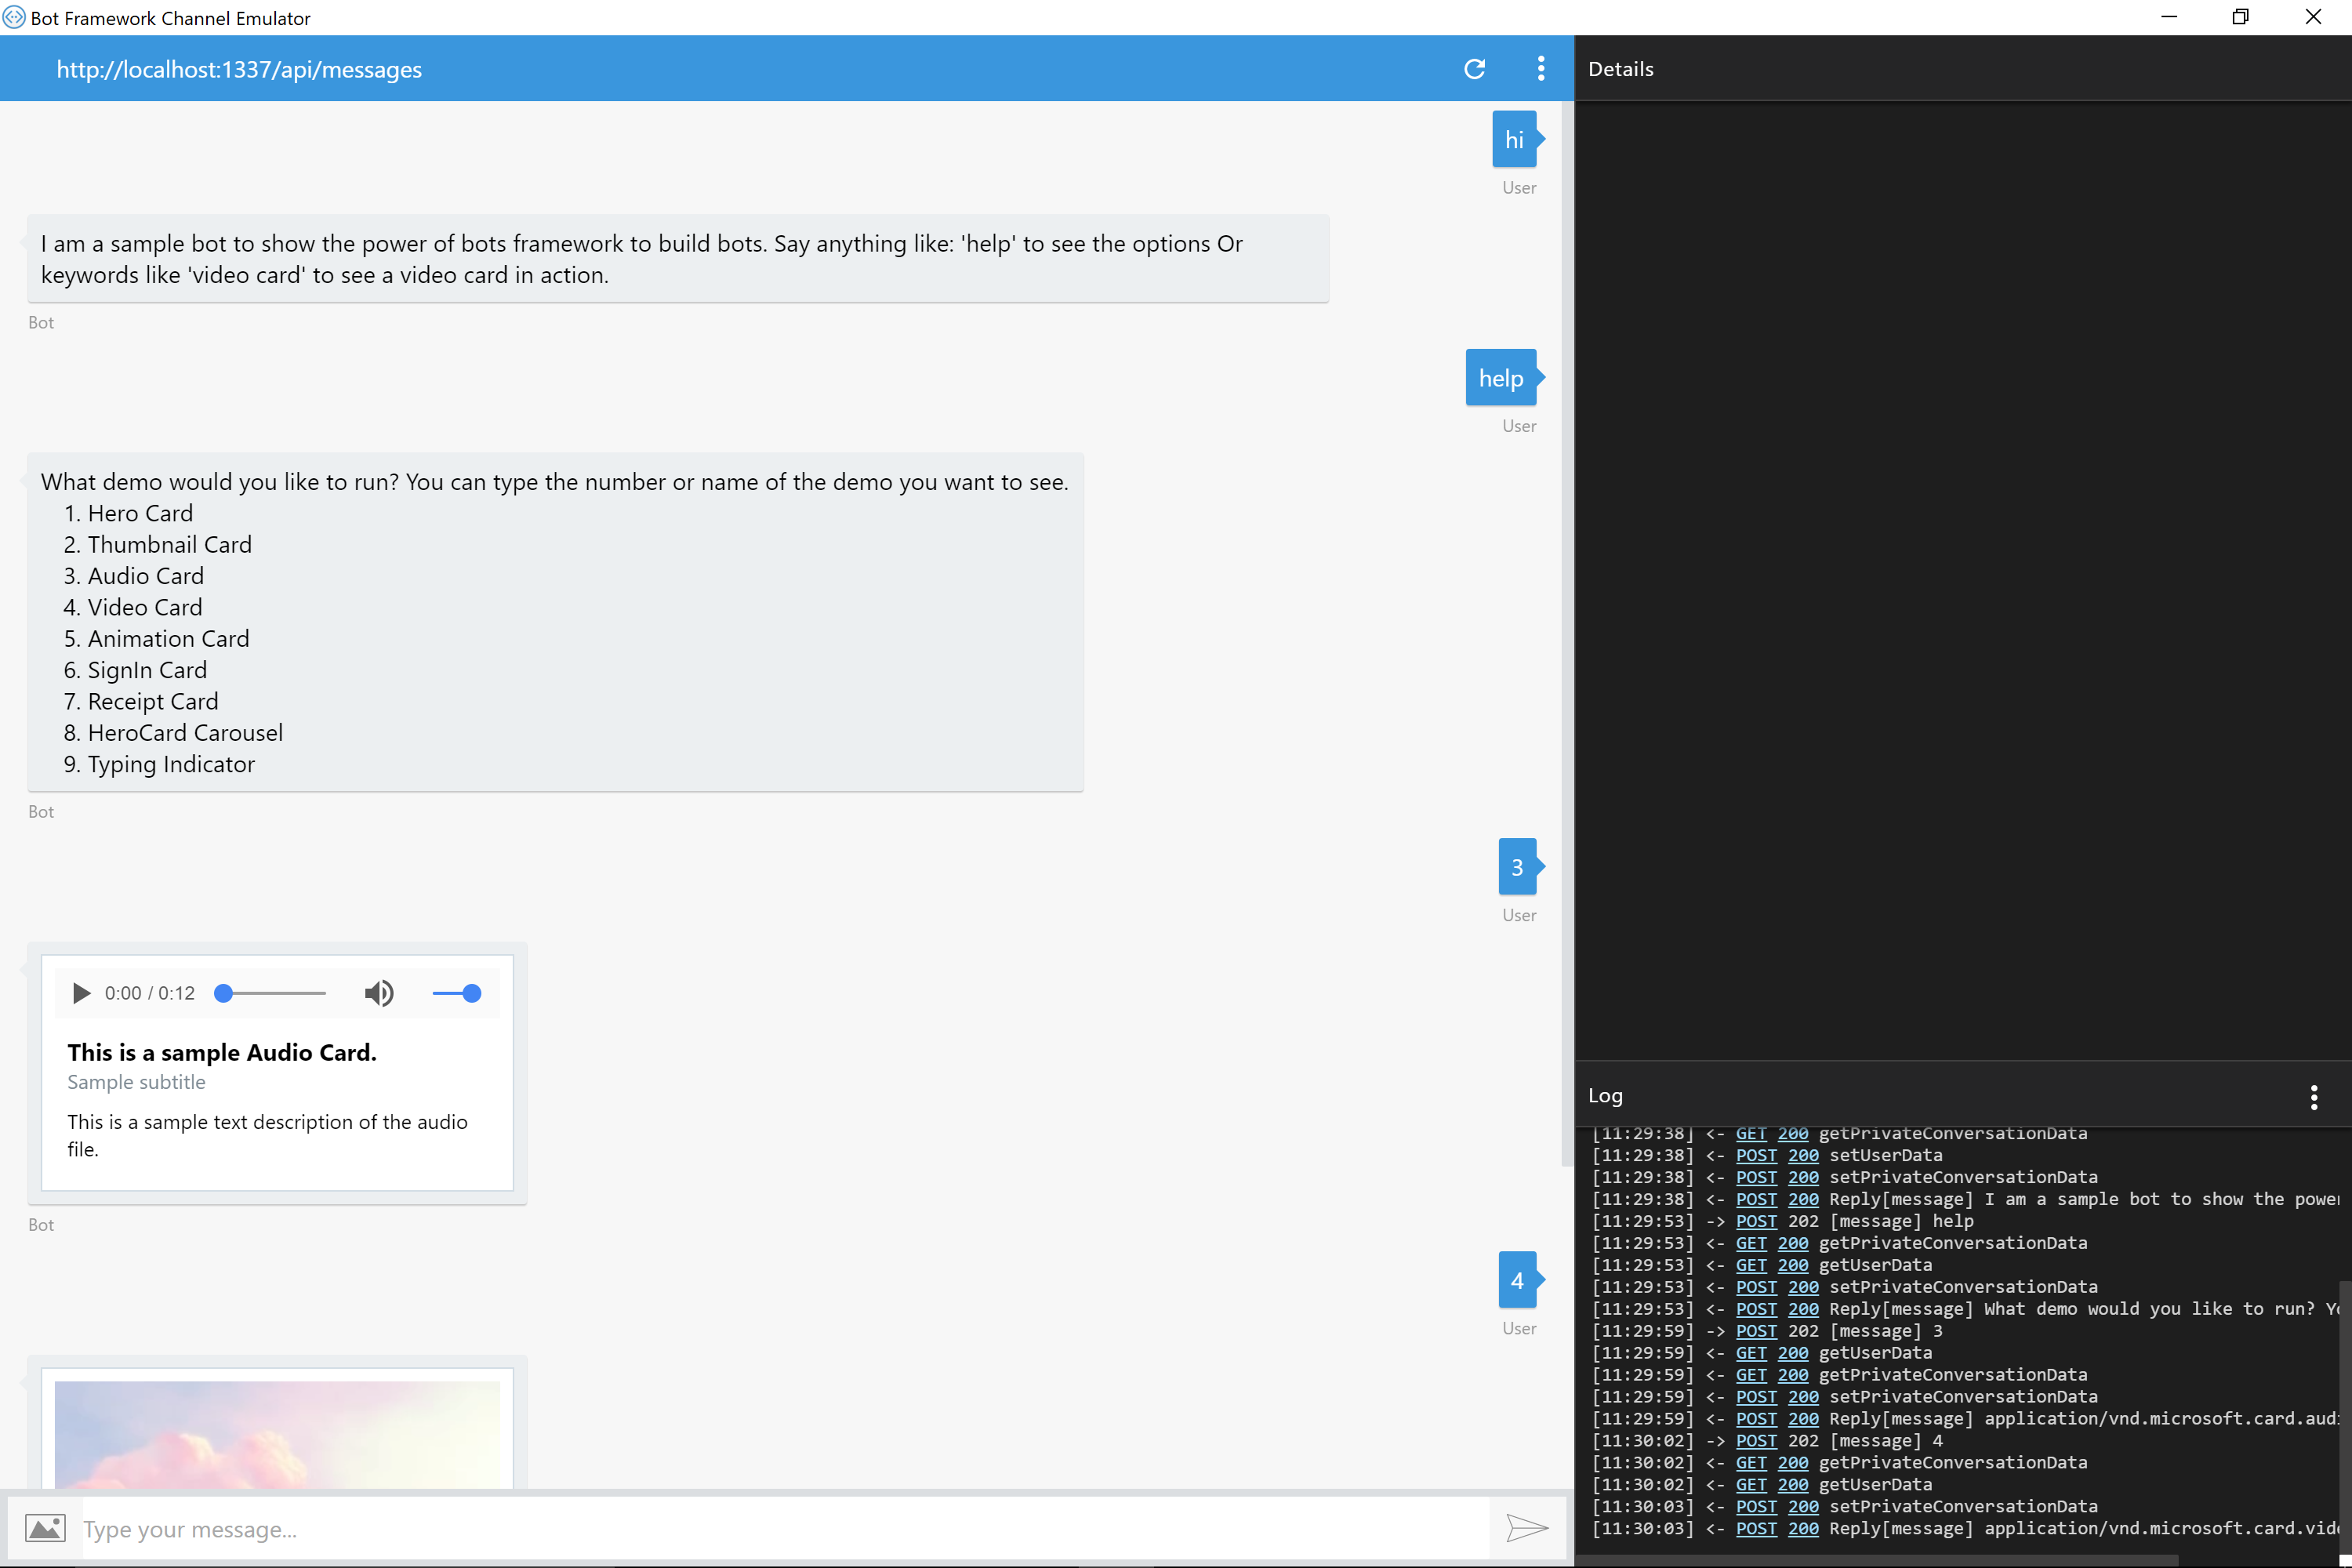 Bot Framework Channel Emulator
http://localhost:1337/api/messages
hi
User
I am a sample bot to show the power of bots framework to build bots. Say anything like: 'help' to see the options Or
keywords like 'video card' to see a video card in action.
Bot
help
User
What demo would you like to run? You can type the number or name of the demo you want to see.
1. Hero Card
2. Thumbnail Card
3. Audio Card
4. Video Card
5. Animation Card
6. SignIn Card
7. Receipt Card
8. HeroCard Carousel
9. Typing Indicator
Bot
3
User
0:00 / 0:12
This is a sample Audio Card.
Sample subtitle
This is a sample text description of the audio
file.
Bot
4
User
Type your message...
Details
Log
[11:29:38] <- GET 200 getPrivateConversationData
[11:29:38] <- POST 200 setUserData
[11:29:38] <- POST 200 setPrivateConversationData
[11:29:38] <- POST 200 Reply[message] I am a sample bot to show the power
[11:29:53] -> POST 202 [message] help
[11:29:53] <- GET 200 getPrivateConversationData
[11:29:53] <- GET 200 getUserData
[11:29:53] <- POST 200 setPrivateConversationData
[11:29:53] <- POST 200 Reply[message] What demo would you like to run?
[11:29:59] -> POST 202 [message] 3
[11:29:59] <- GET 200 getUserData
[11:29:59] <- GET 200 getPrivateConversationData
[11:29:59] <- POST 200 setPrivateConversationData
[11:29:59] <- POST 200 Reply[message] application/vnd.microsoft.card.aud
[11:30:02] -> POST 202 [message] 4
[11:30:02] <- GET 200 getPrivateConversationData
[11:30:02] <- GET 200 getUserData
[11:30:03] <- POST 200 setPrivateConversationData
[11:30:03] <- POST 200 Reply[message] application/vnd.microsoft.card.vid